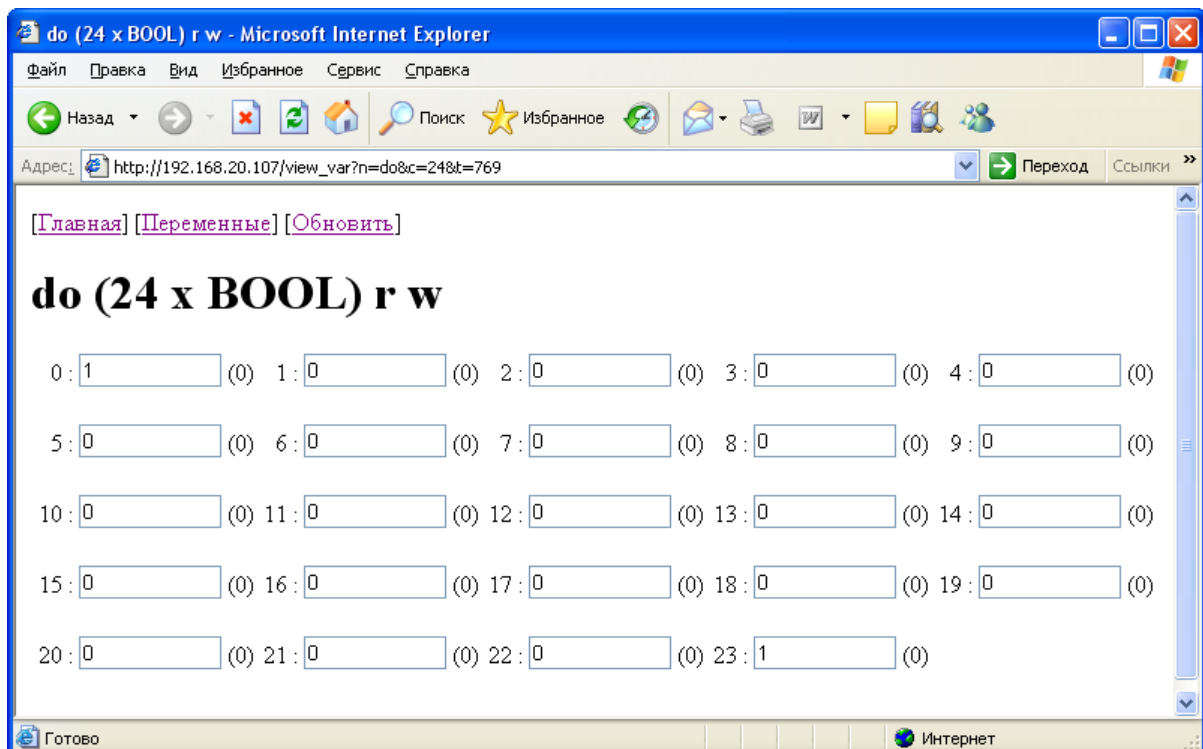 do (24 x BOOL) r w - Microsoft Internet Explorer
Файл Правка Вид Избранное Сервис Справка
Назад Поиск Избранное W
Адрес: http://192.168.20.107/view_var?n=do&c=24&t=769 Переход Ссылки »
[Главная] [Переменные] [Обновить]
do (24 x BOOL) r w
0 : 1 (0) 1 : 0 (0) 2 : 0 (0) 3 : 0 (0) 4 : 0 (0)
5 : 0 (0) 6 : 0 (0) 7 : 0 (0) 8 : 0 (0) 9 : 0 (0)
10 : 0 (0) 11 : 0 (0) 12 : 0 (0) 13 : 0 (0) 14 : 0 (0)
15 : 0 (0) 16 : 0 (0) 17 : 0 (0) 18 : 0 (0) 19 : 0 (0)
20 : 0 (0) 21 : 0 (0) 22 : 0 (0) 23 : 1 (0)
Готово Интернет